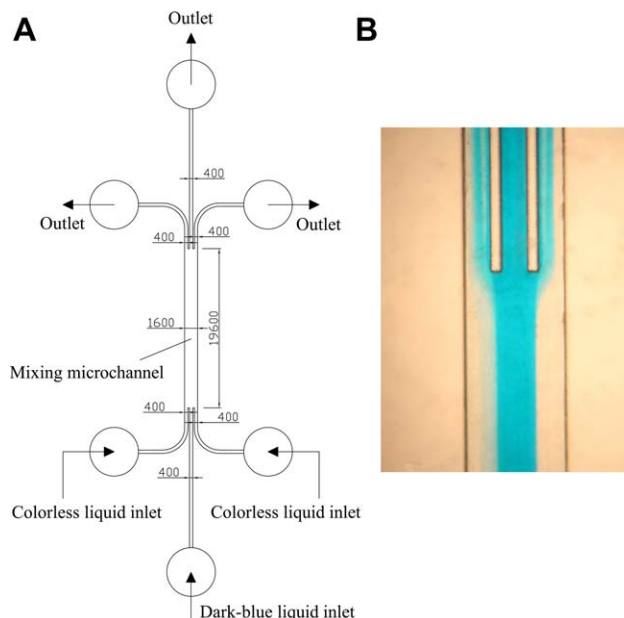 A
B
Outlet
400
Outlet
Outlet
400
400
1600
19600
Mixing microchannel
400
400
Colorless liquid inlet
Colorless liquid inlet
400
Dark-blue liquid inlet